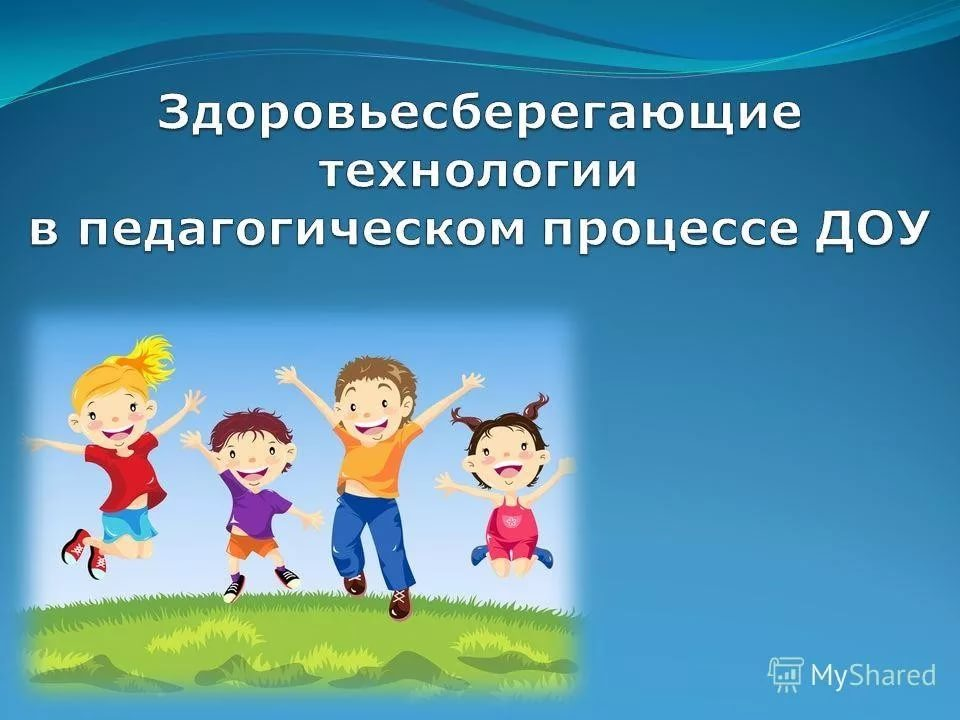 Здоровьесберегающие
технологии
в педагогическом процессе ДОУ
MyShared